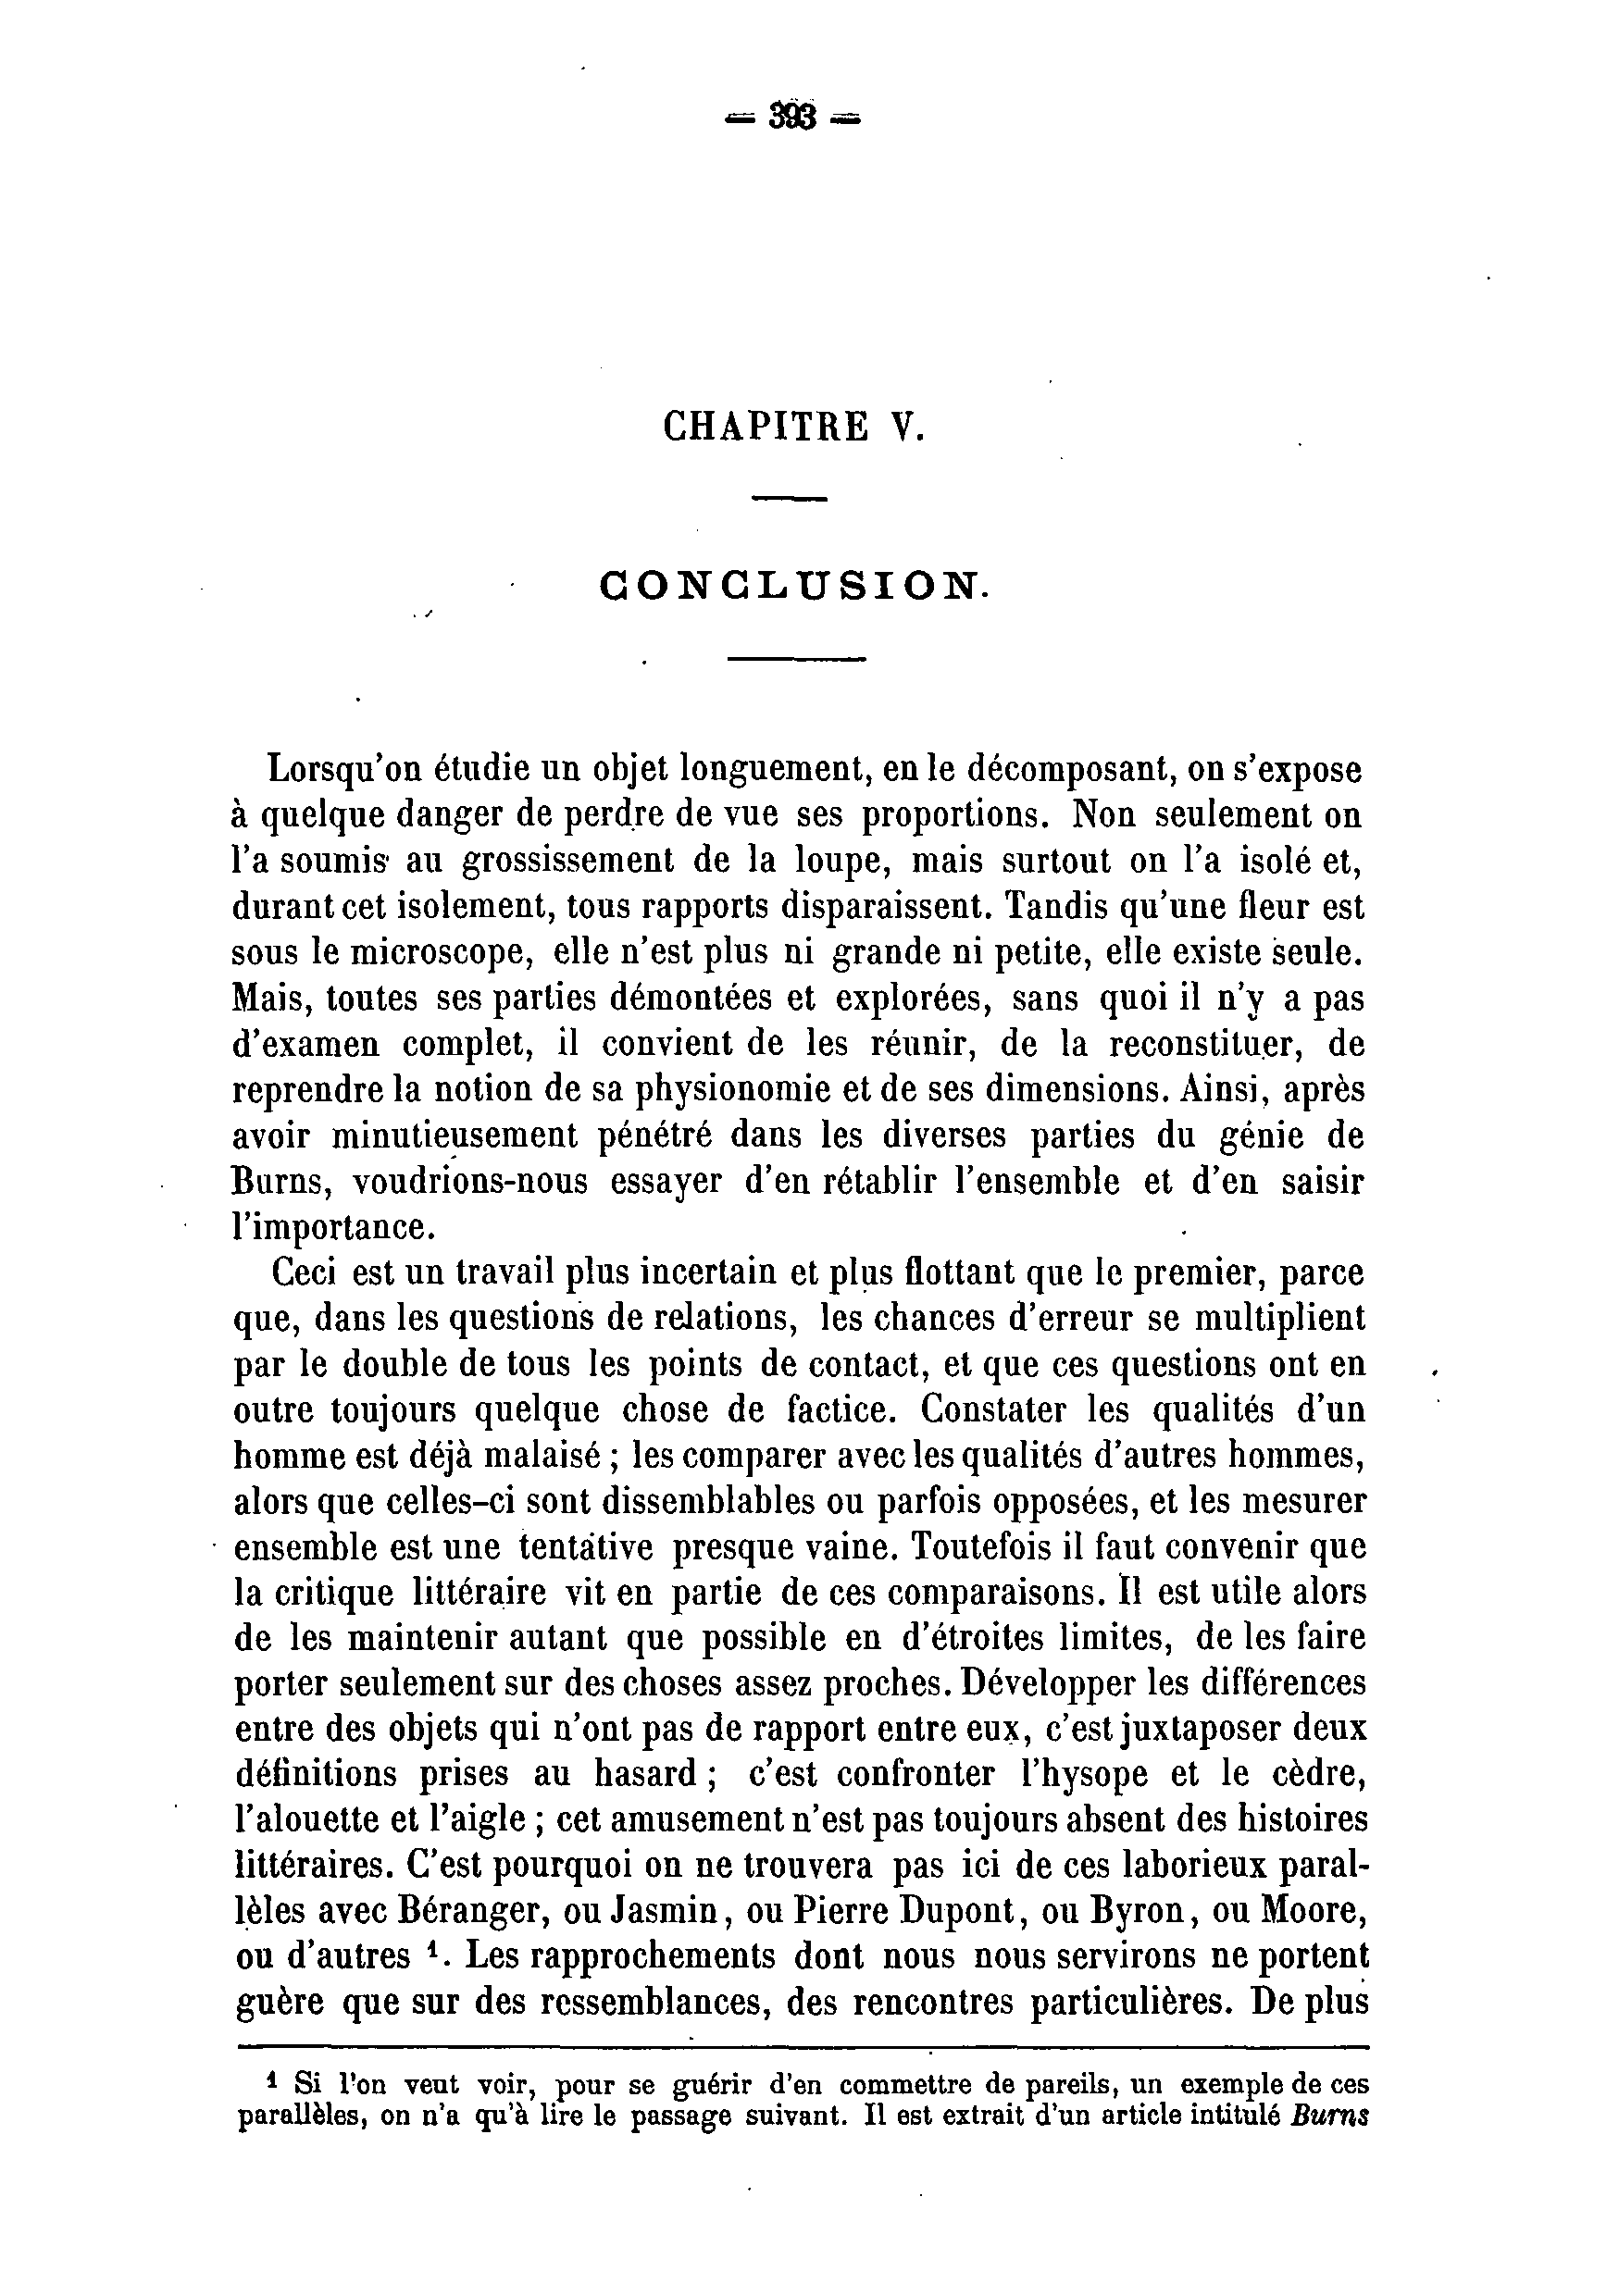 — 393 —
CHAPITRE V.
CONCLUSION.
Lorsqu'on étudie un objet longuement, en le décomposant, on s'expose
à quelque danger de perdre de vue ses proportions. Non seulement on
l'a soumis au grossissement de la loupe, mais surtout on l'a isolé et,
durant cet isolement, tous rapports disparaissent. Tandis qu'une fleur est
sous le microscope, elle n'est plus ni grande ni petite, elle existe seule.
Mais, toutes ses parties démontées et explorées, sans quoi il n'y a pas
d'examen complet, il convient de les réunir, de la reconstituer, de
reprendre la notion de sa physionomie et de ses dimensions. Ainsi, après
avoir minutieusement pénétré dans les diverses parties du génie de
Burns, voudrions-nous essayer d'en rétablir l'ensemble et d'en saisir
l'importance.
Ceci est un travail plus incertain et plus flottant que le premier, parce
que, dans les questions de relations, les chances d'erreur se multiplient
par le double de tous les points de contact, et que ces questions ont en
outre toujours quelque chose de factice. Constater les qualités d'un
homme est déjà malaisé ; les comparer avec les qualités d'autres hommes,
alors que celles-ci sont dissemblables ou parfois opposées, et les mesurer
ensemble est une tentative presque vaine. Toutefois il faut convenir que
la critique littéraire vit en partie de ces comparaisons. Il est utile alors
de les maintenir autant que possible en d'étroites limites, de les faire
porter seulement sur des choses assez proches. Développer les différences
entre des objets qui n'ont pas de rapport entre eux, c'est juxtaposer deux
définitions prises au hasard ; c'est confronter l'hysope et le cèdre,
l'alouette et l'aigle ; cet amusement n'est pas toujours absent des histoires
littéraires. C'est pourquoi on ne trouvera pas ici de ces laborieux paral-
lèles avec Béranger, ou Jasmin, ou Pierre Dupont, ou Byron, ou Moore,
ou d'autres 1. Les rapprochements dont nous nous servirons ne portent
guère que sur des ressemblances, des rencontres particulières. De plus
1 Si l'on veut voir, pour se guérir d'en commettre de pareils, un exemple de ces
parallèles, on n'a qu'à lire le passage suivant. Il est extrait d'un article intitulé Burns